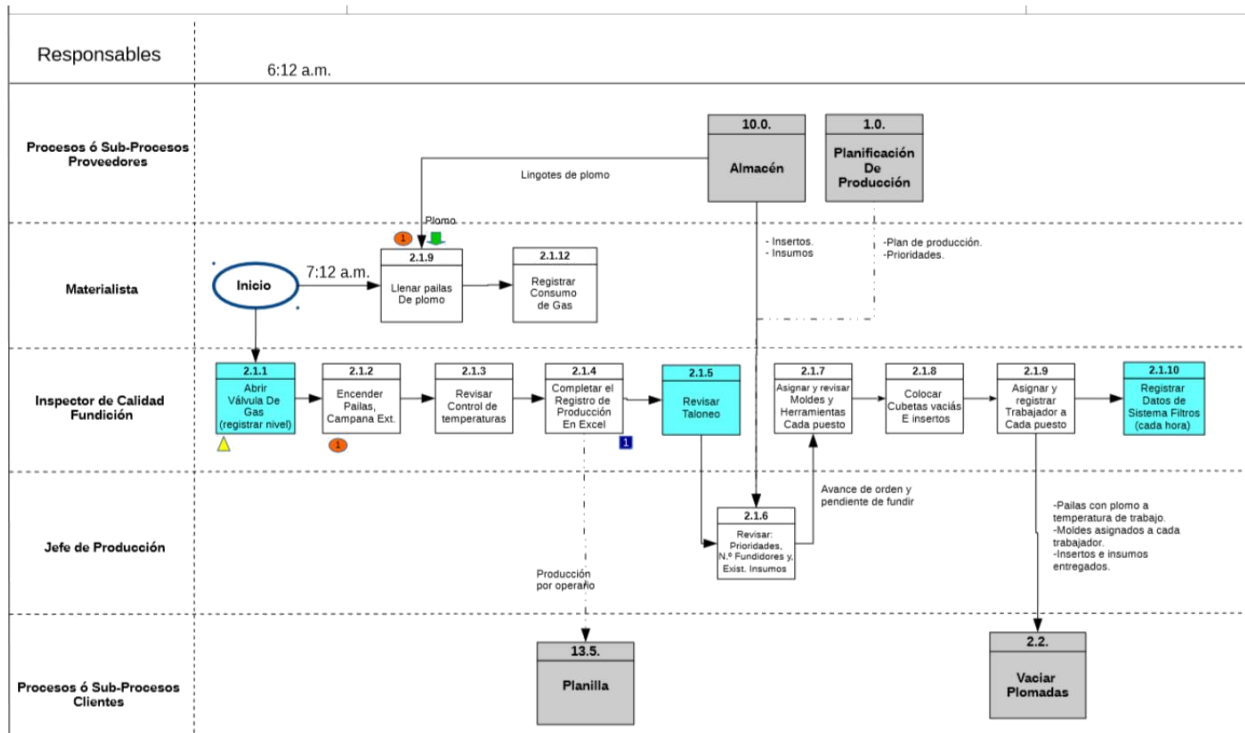 Responsables
6:12 a.m.
Procesos ó Sub-Procesos
Proveedores
10.0.
Almacén
1.0.
Planificación
De
Producción
Lingotes de plomo
Plomo
- Insertos.
- Insumos
-Plan de producción.
-Prioridades.
Materialista
Inicio
7:12 a.m.
1
2.1.9
Llenar pailas
De plomo
2.1.12
Registrar
Consumo
de Gas
Inspector de Calidad
Fundición
2.1.1
Abrir
Válvula De
Gas
(registrar nivel)
2.1.2
Encender
Pailas,
Campana Ext.
1
2.1.3
Revisar
Control de
temperaturas
2.1.4
Completar el
Registro de
Producción
En Excel
1
2.1.5
Revisar
Taloneo
2.1.7
Asignar y revisar
Moldes y
Herramientas
Cada puesto
2.1.8
Colocar
Cubetas vacías
E insertos
2.1.9
Asignar y
registrar
Trabajador a
Cada puesto
2.1.10
Registrar
Datos de
Sistema Filtros
(cada hora)
Jefe de Producción
2.1.6
Revisar:
Prioridades,
N.º Fundidores y,
Exist. Insumos
Avance de orden y
pendiente de fundir
-Pailas con plomo a
temperatura de trabajo.
-Moldes asignados a cada
trabajador.
-Insertos e insumos
entregados.
Producción
por operario
Procesos ó Sub-Procesos
Clientes
13.5.
Planilla
2.2.
Vaciar
Plomadas